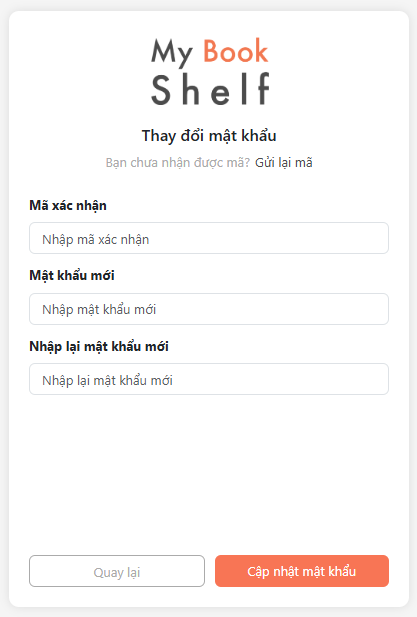 My Book
Shelf
Thay đổi mật khẩu
Bạn chưa nhận được mã? Gửi lại mã
Mã xác nhận
Nhập mã xác nhận
Mật khẩu mới
Nhập mật khẩu mới
Nhập lại mật khẩu mới
Nhập lại mật khẩu mới
Quay lại
Cập nhật mật khẩu